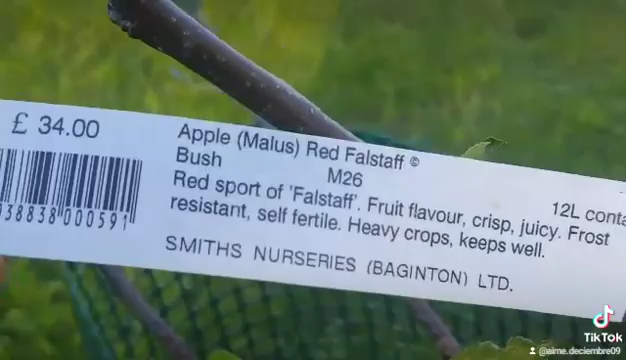 £ 34.00
38838 000591
Apple (Malus) Red Falstaff ©
Bush M26
12L conta
Red sport of 'Falstaff'. Fruit flavour, crisp, juicy. Frost
resistant, self fertile. Heavy crops, keeps well.
SMITHS NURSERIES (BAGINTON) LTD.
TikTok
@aime.deciembre09